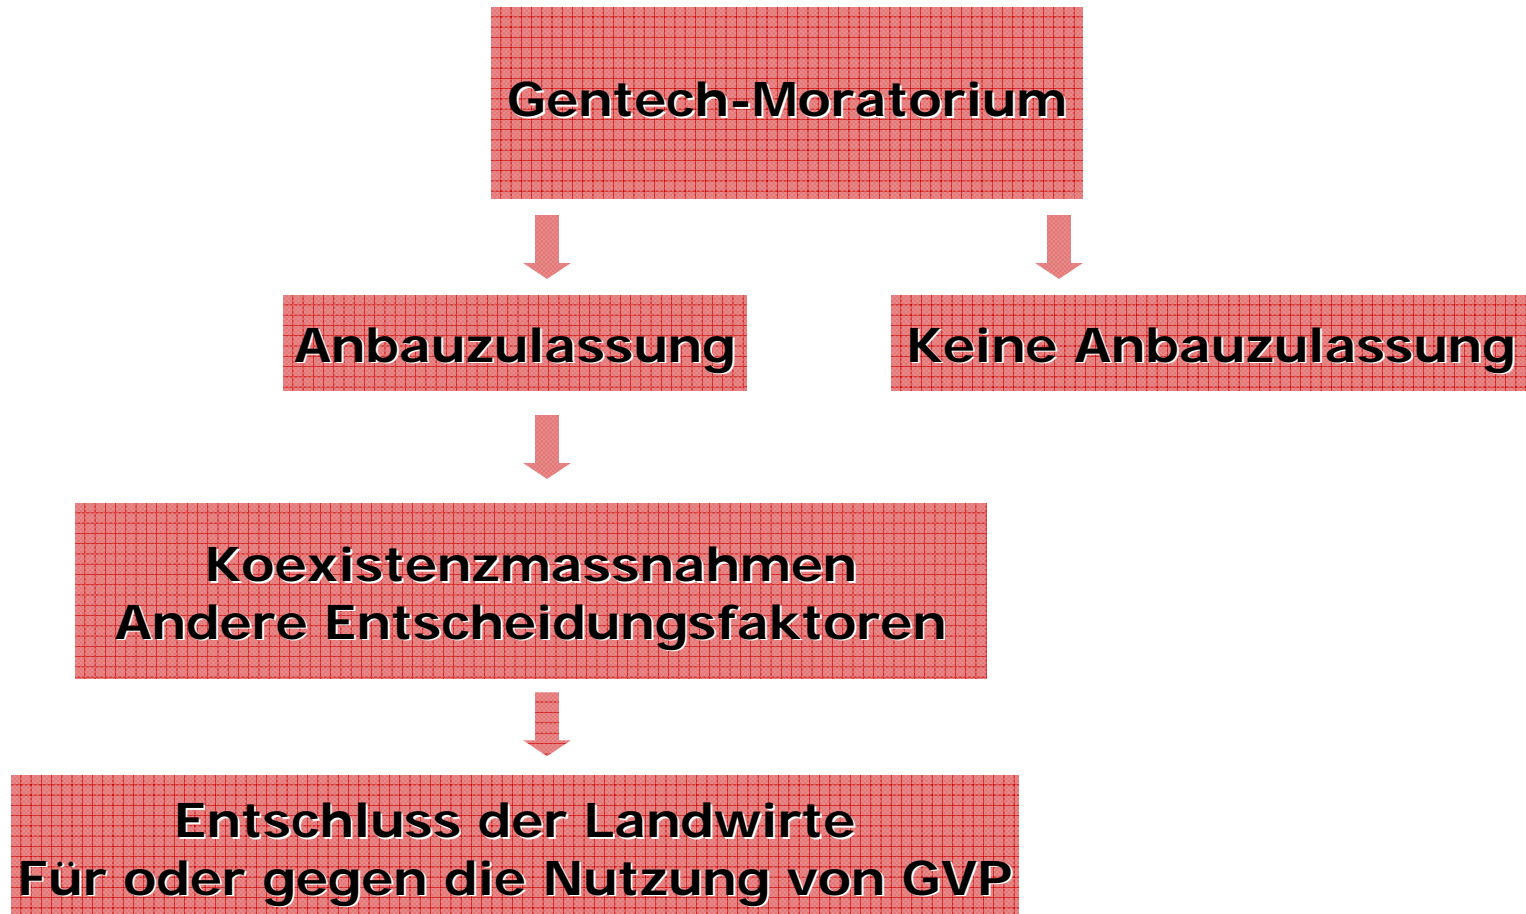 Gentech-Moratorium
Anbauzulassung
Keine Anbauzulassung
Koexistenzmassnahmen
Andere Entscheidungsfaktoren
Entschluss der Landwirte
Für oder gegen die Nutzung von GVP